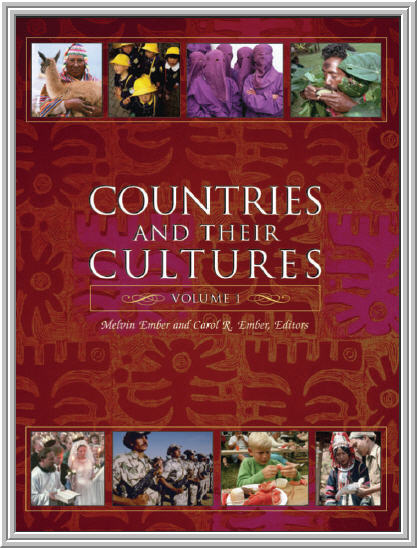 COUNTRIES
AND THEIR
CULTURES
VOLUME 1
Melvin Ember and Carol R. Ember, Editors